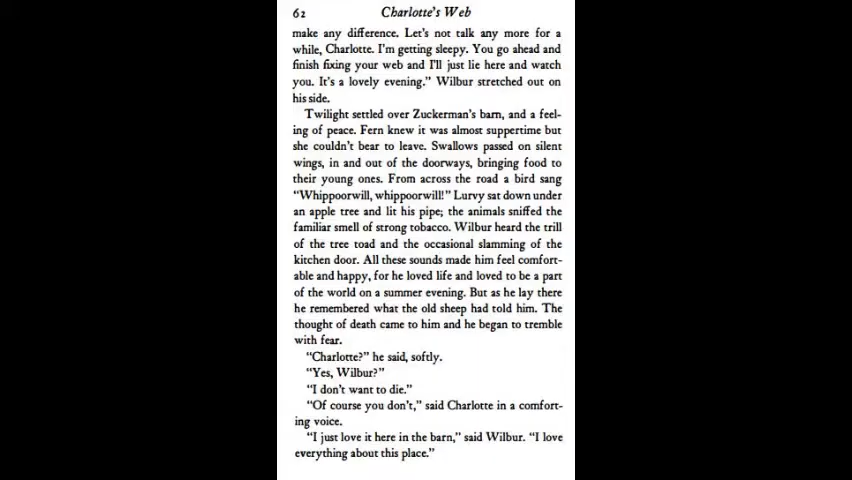 62 Charlotte's Web
make any difference. Let's not talk any more for a
while, Charlotte. I'm getting sleepy. You go ahead and
finish fixing your web and I'll just lie here and watch
you. It's a lovely evening." Wilbur stretched out on
his side.
Twilight settled over Zuckerman's barn, and a feel-
ing of peace. Fern knew it was almost suppertime but
she couldn't bear to leave. Swallows passed on silent
wings, in and out of the doorways, bringing food to
their young ones. From across the road a bird sang
"Whippoorwill, whippoorwill!" Lurvy sat down under
an apple tree and lit his pipe; the animals sniffed the
familiar smell of strong tobacco. Wilbur heard the trill
of the tree toad and the occasional slamming of the
kitchen door. All these sounds made him feel comfort-
able and happy, for he loved life and loved to be a part
of the world on a summer evening. But as he lay there
he remembered what the old sheep had told him. The
thought of death came to him and he began to tremble
with fear.
"Charlotte?" he said, softly.
"Yes, Wilbur?"
"I don't want to die."
"Of course you don't," said Charlotte in a comfort-
ing voice.
"I just love it here in the barn," said Wilbur. "I love
everything about this place."